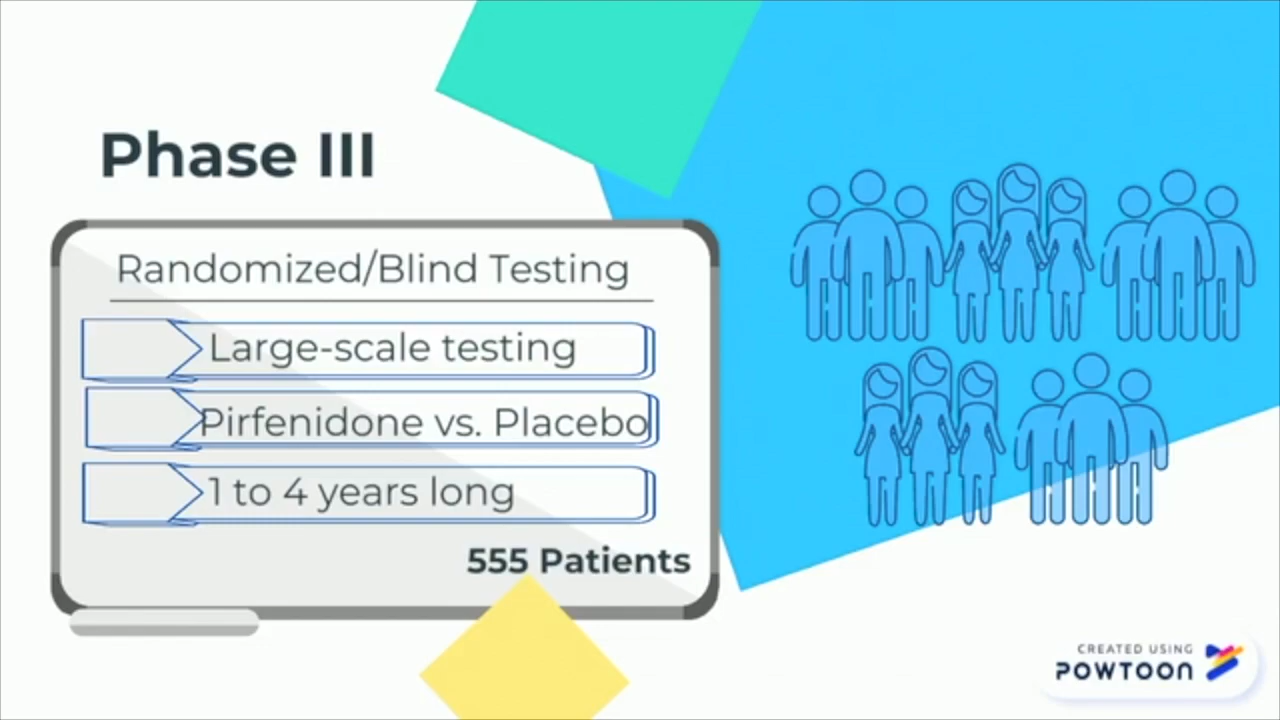 Phase III
Randomized/Blind Testing
Large-scale testing
Pirfenidone vs. Placebo
1 to 4 years long
555 Patients
CREATED USING
POWTOON